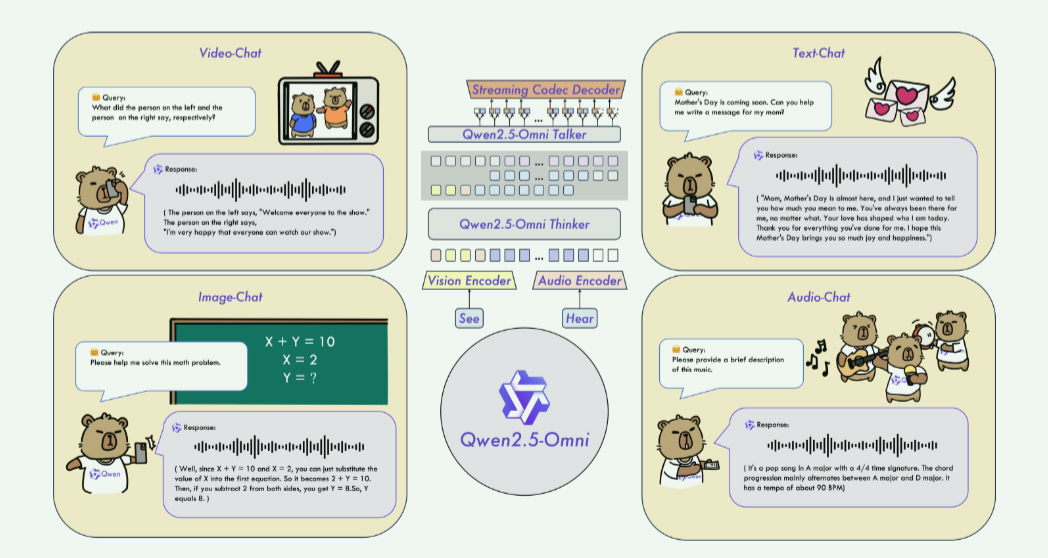 Video-Chat
Query:
What did the person on the left and the
person on the right say, respectively?
Qwen
Response:
( The person on the left says, "Welcome everyone to the show."
The person on the right says,
"I'm very happy that everyone can watch our show.")
Streaming Codec Decoder
...
Qwen2.5-Omni Talker
...
Qwen2.5-Omni Thinker
...
Vision Encoder
Audio Encoder
See
Hear
Qwen2.5-Omni
Text-Chat
Query:
Mother's Day is coming soon. Can you help
me write a message for my mom?
Response:
( "Mom, Mother's Day is almost here, and I just wanted to tell
you how much you mean to me. You've always been there for
me, no matter what. Your love has shaped who I am today.
Thank you for everything you've done for me. I hope this
Mother's Day brings you so much joy and happiness.")
Image-Chat
X + Y = 10
X = 2
Y = ?
Query:
Please help me solve this math problem.
Qwen
Response:
( Well, since X + Y = 10 and X = 2, you can just substitute the
value of X into the first equation. So it becomes 2 + Y = 10.
Then, if you subtract 2 from both sides, you get Y = 8.So, Y
equals 8. )
Audio-Chat
Query:
Please provide a brief description
of this music.
Response:
( It's a pop song in A major with a 4/4 time signature. The chord
progression mainly alternates between A major and D major. It
has a tempo of about 90 BPM)